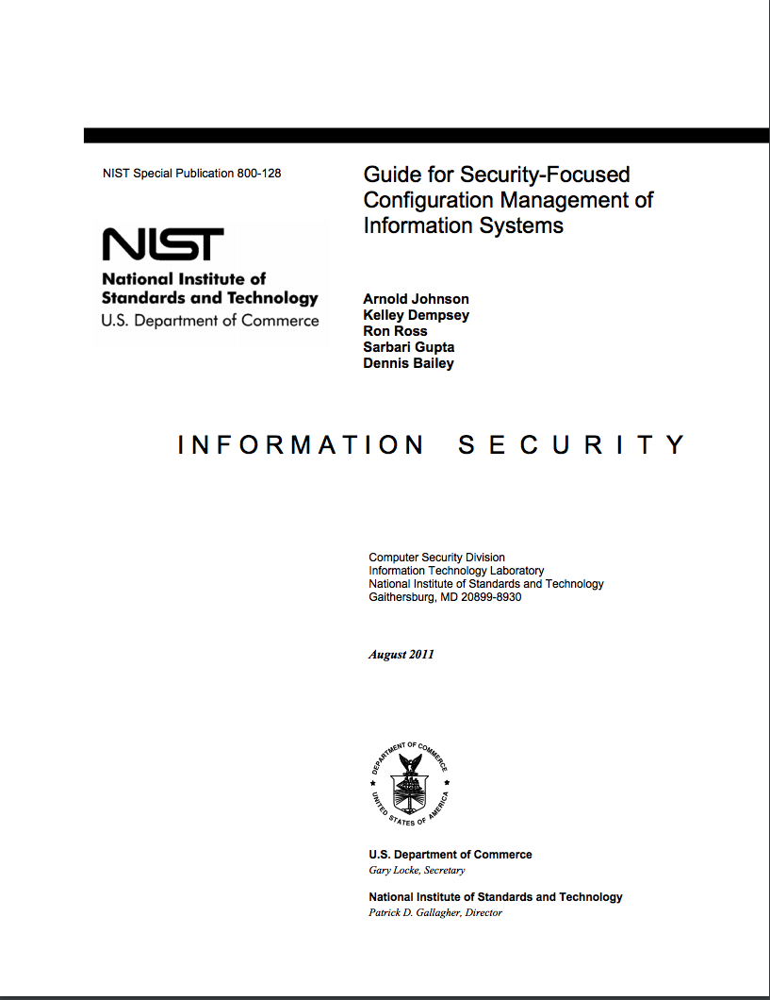 NIST Special Publication 800-128
Guide for Security-Focused
Configuration Management of
Information Systems
NIST
National Institute of
Standards and Technology
U.S. Department of Commerce
Arnold Johnson
Kelley Dempsey
Ron Ross
Sarbari Gupta
Dennis Bailey
INFORMATION SECURITY
Computer Security Division
Information Technology Laboratory
National Institute of Standards and Technology
Gaithersburg, MD 20899-8930
August 2011
DEPARTMENT OF COMMERCE
UNITED STATES OF AMERICA
U.S. Department of Commerce
Gary Locke, Secretary
National Institute of Standards and Technology
Patrick D. Gallagher, Director